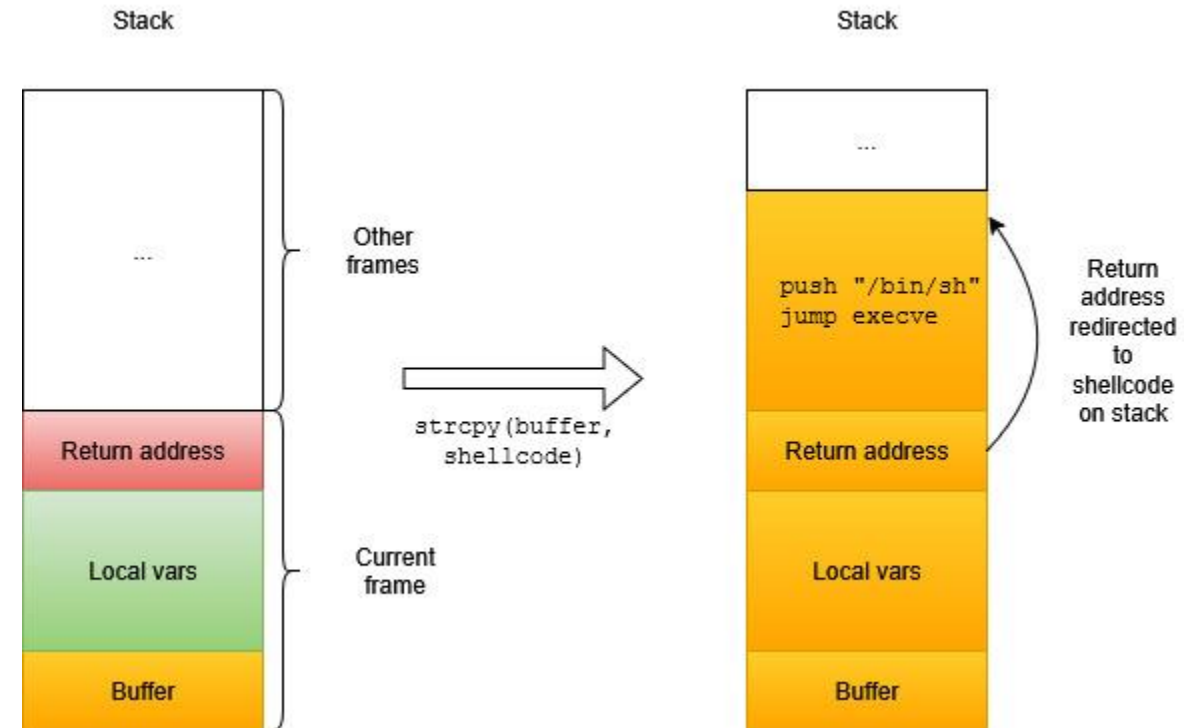 Stack
...
Other
frames
Return address
Local vars
Current
frame
Buffer
strcpy(buffer,
shellcode)
Stack
...
push "/bin/sh"
jump execve
Return address
Local vars
Buffer
Return
address
redirected
to
shellcode
on stack